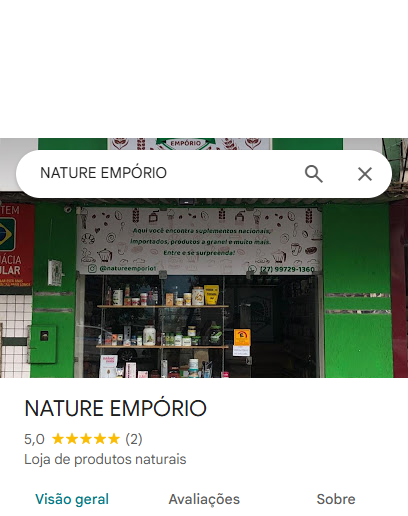 EMPÓRIO
NATURE EMPÓRIO
TEM
ÁCIA
ULAR
Aqui você encontra suplementos nacionais,
importados, produtos a granel e muito mais.
Entre e se surpreenda!
@natureemporio1
(27) 99729-1360
NATURE EMPÓRIO
5,0 (2)
Loja de produtos naturais
Visão geral
Avaliações
Sobre